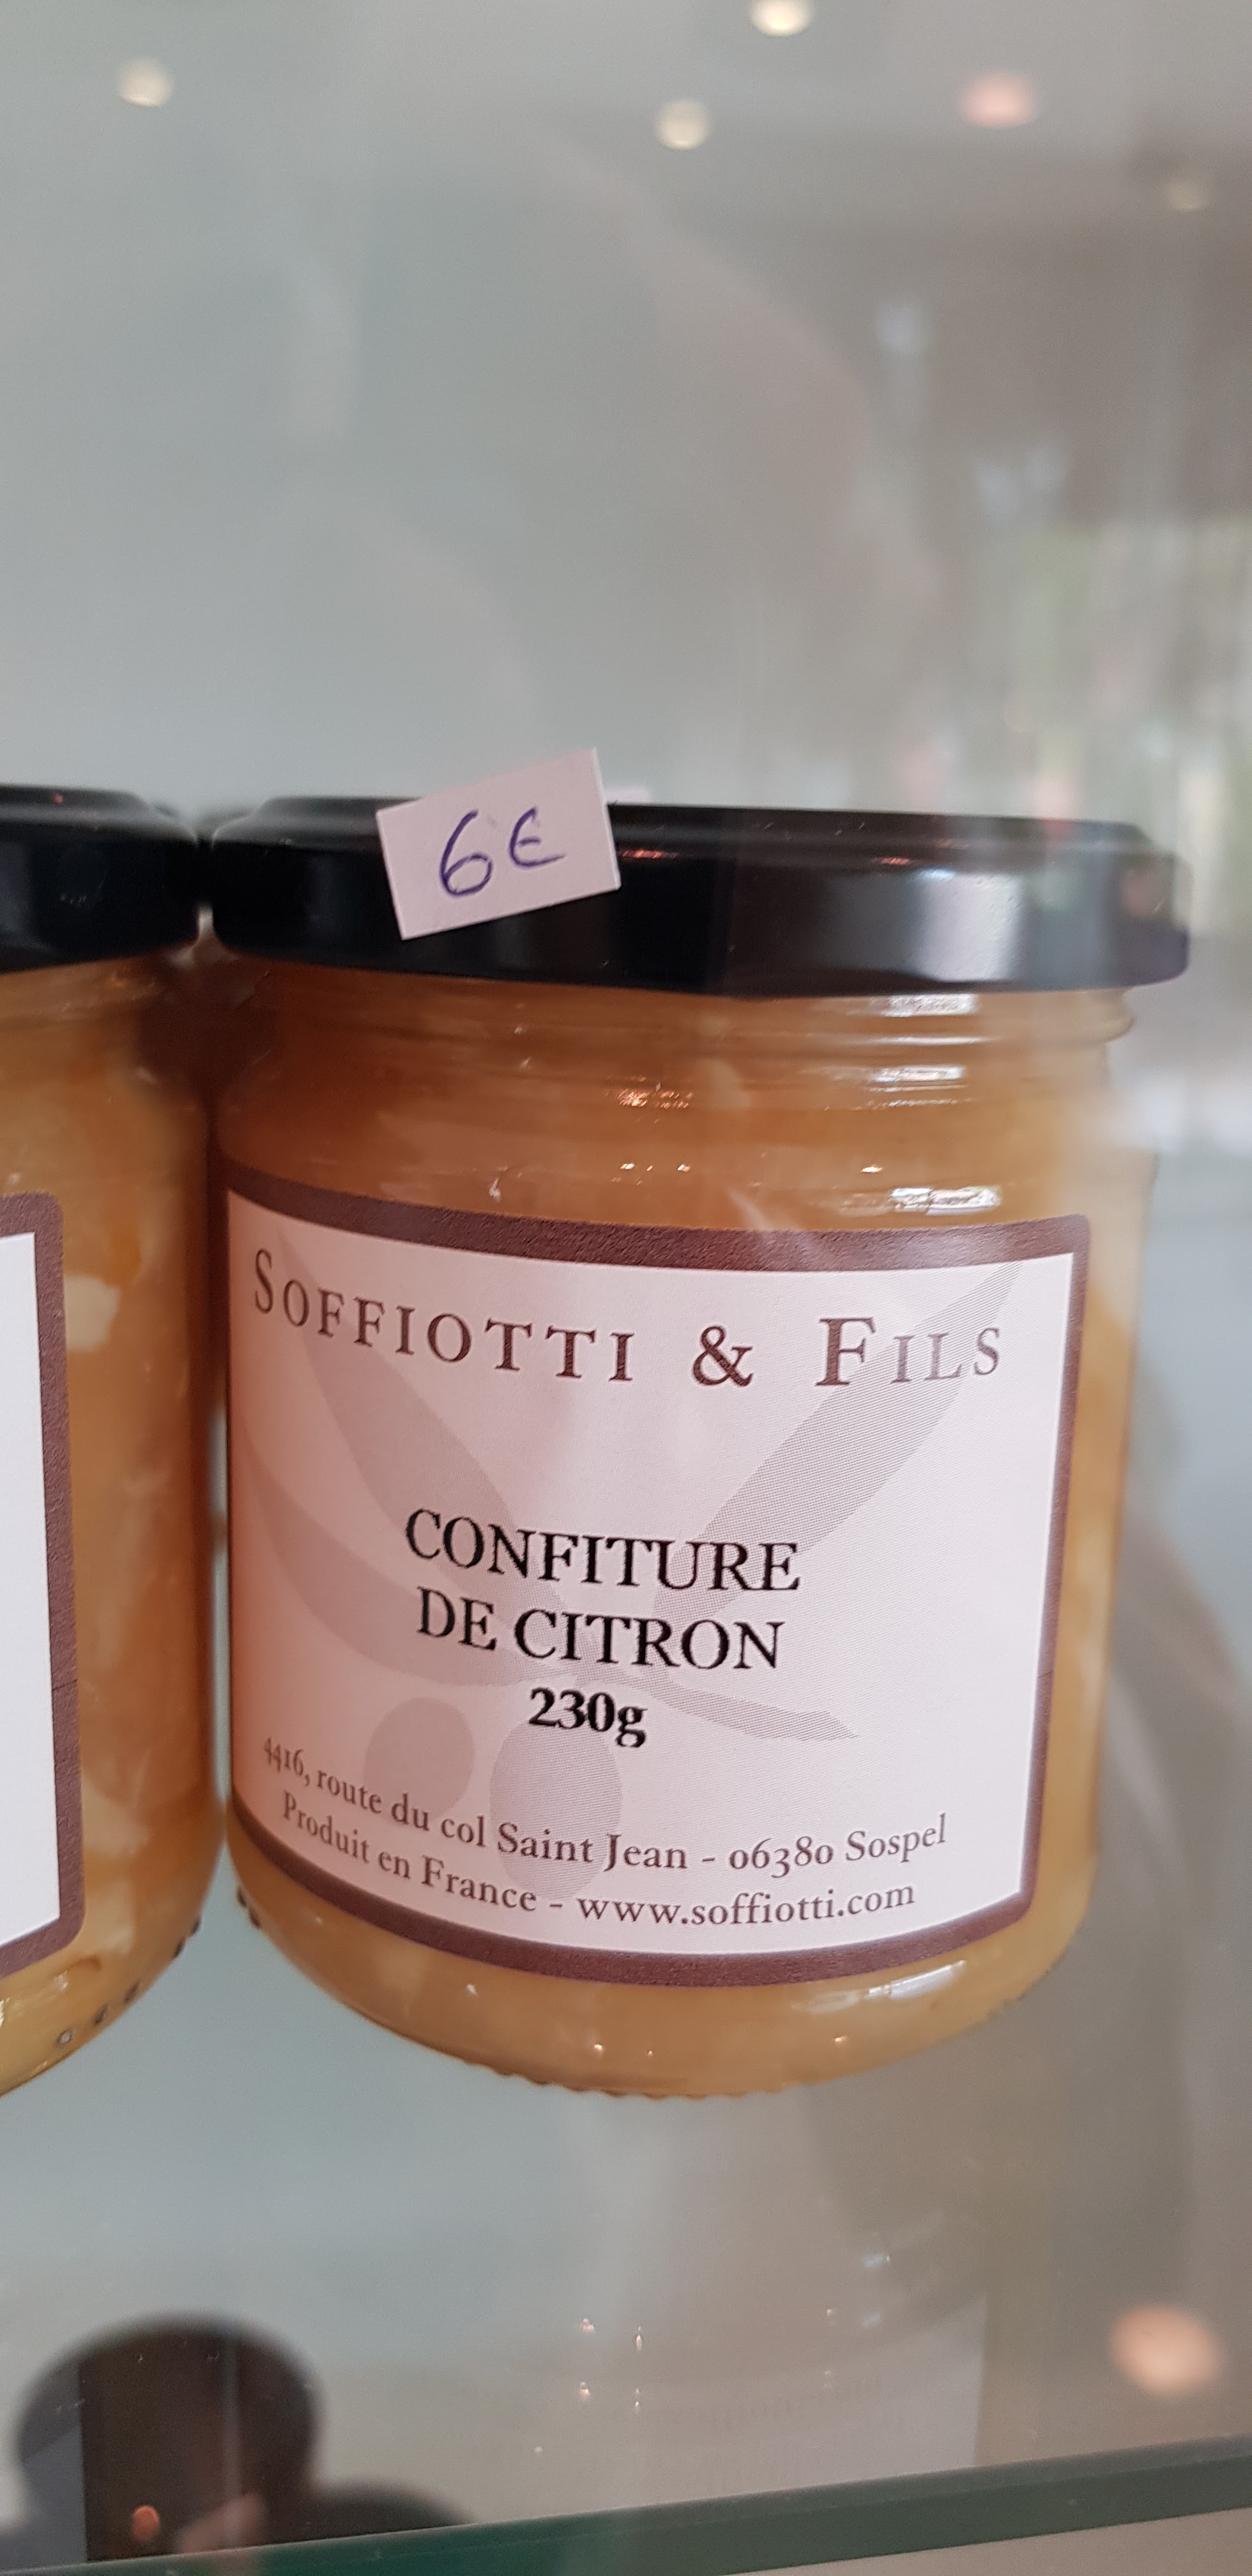 6€
SOFFIOTTI & FILS
CONFITURE
DE CITRON
230g
4416, route du col Saint Jean - 06380 Sospel
Produit en France - www.soffiotti.com